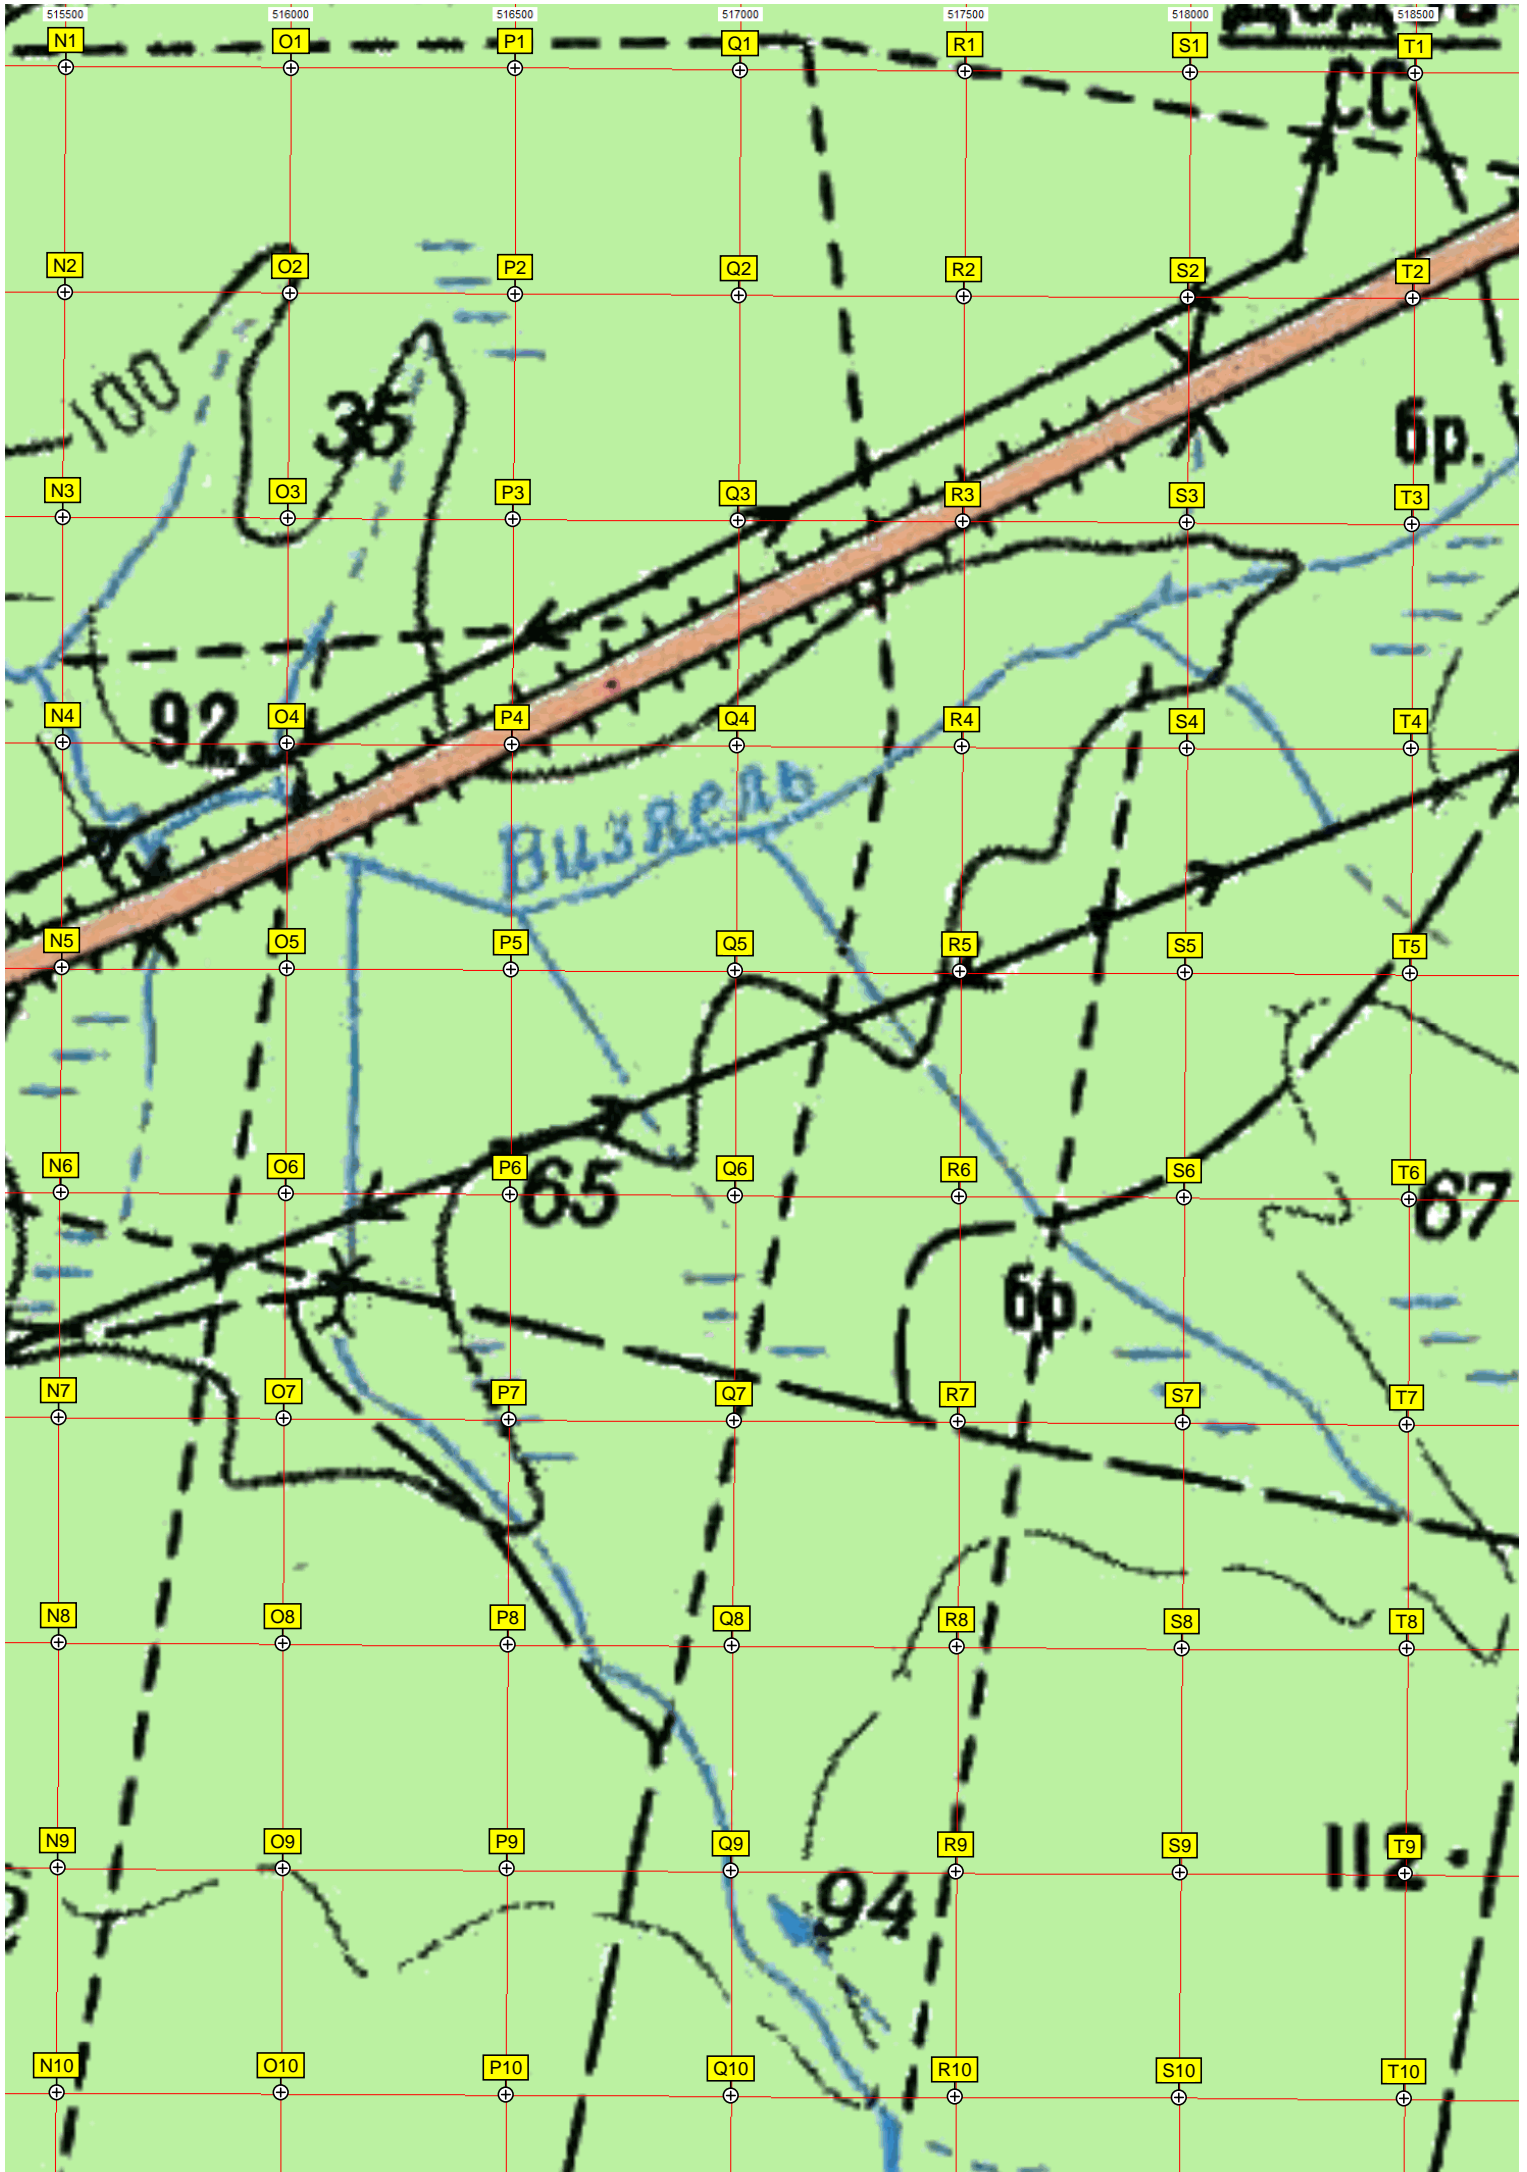 515500 516000 516500 517000 517500 518000 518500
N1 O1 P1 Q1 R1 S1 T1
СС
N2 O2 P2 Q2 R2 S2 T2
100
35
бр.
N3 O3 P3 Q3 R3 S3 T3
92
N4 O4 P4 Q4 R4 S4 T4
Визяель
N5 O5 P5 Q5 R5 S5 T5
N6 O6 P6 Q6 R6 S6 T6
65
67
бр.
N7 O7 P7 Q7 R7 S7 T7
N8 O8 P8 Q8 R8 S8 T8
N9 O9 P9 Q9 R9 S9 T9
112
94
N10 O10 P10 Q10 R10 S10 T10